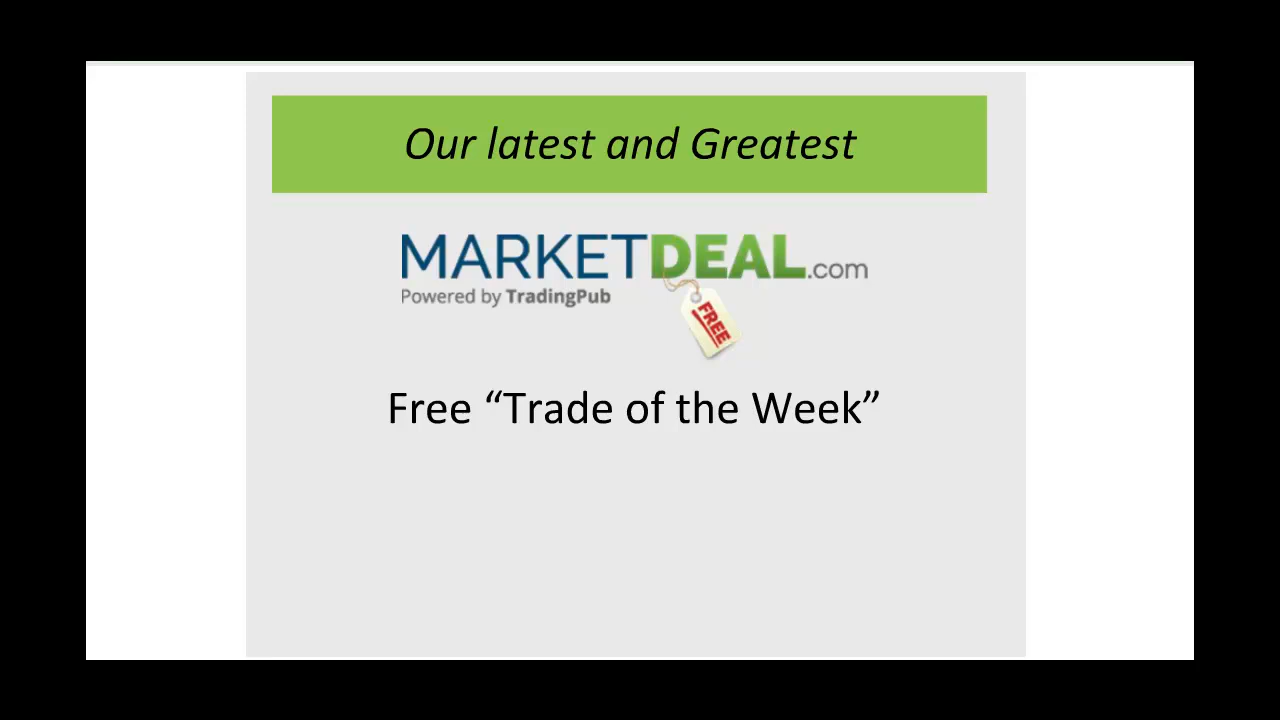 Our latest and Greatest
MARKETDEAL.com
Powered by TradingPub
FREE
Free “Trade of the Week”